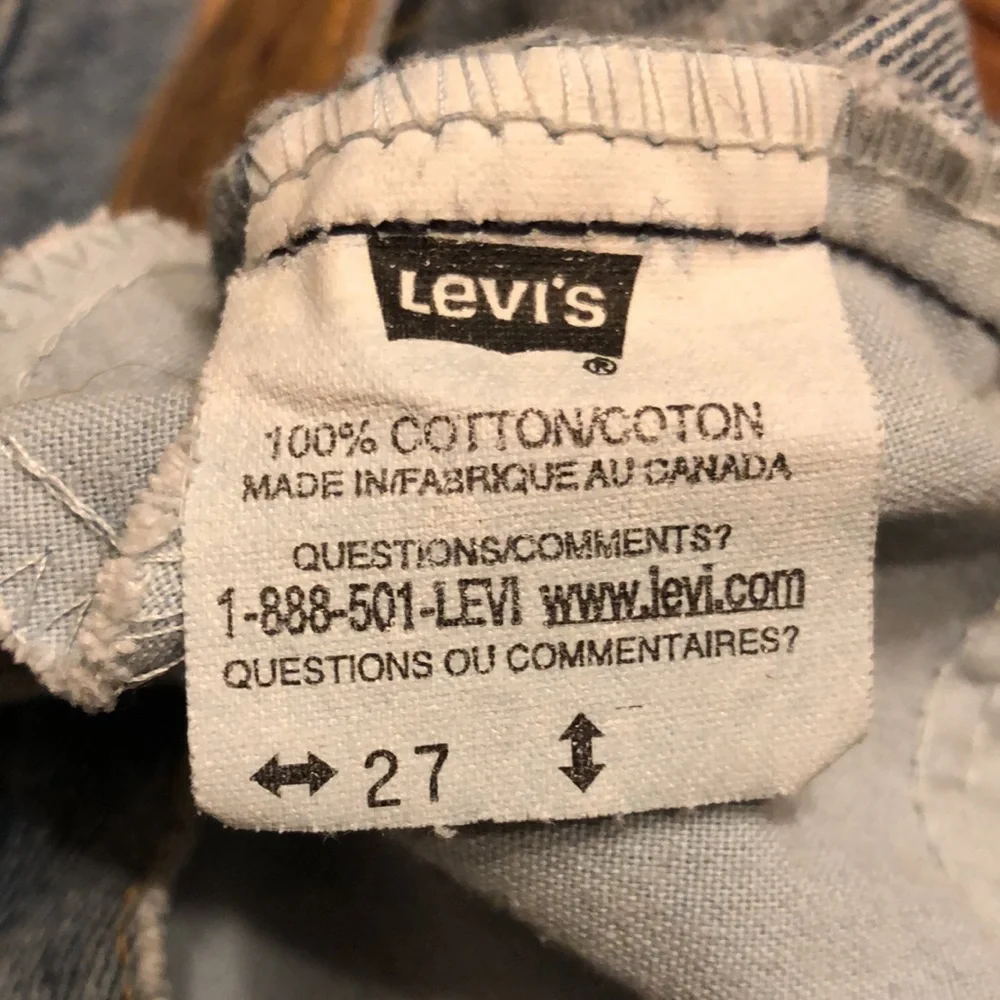 LEVI'S
®
100% COTTON/COTON
MADE IN/FABRIQUE AU CANADA
QUESTIONS/COMMENTS?
1-888-501-LEVI www.levi.com
QUESTIONS OU COMMENTAIRES?
↔ 27 ↕